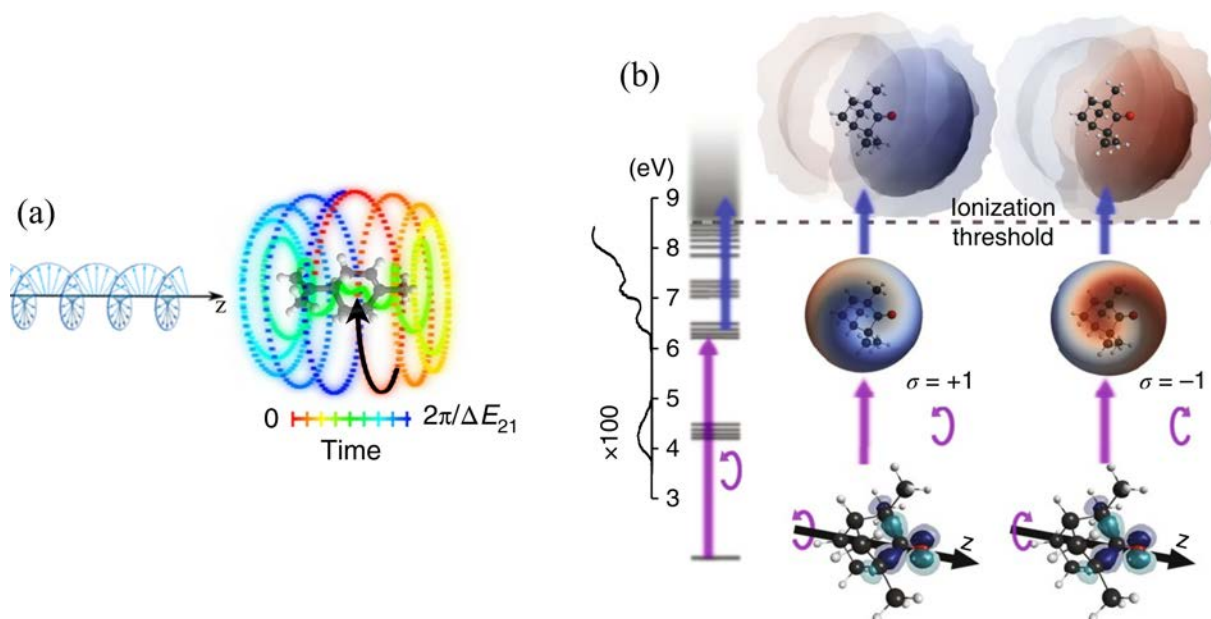 (a)
z
0
2π/ΔE₂₁
Time
(b)
(eV)
9
8
7
6
5
4
3
×100
Ionization
threshold
σ = +1
σ = −1
z
z